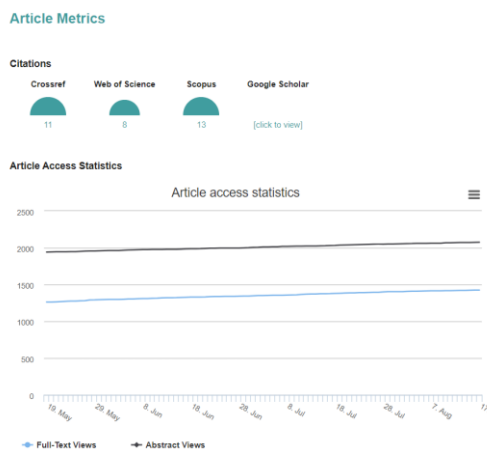 Article Metrics
Citations
Crossref Web of Science Scopus Google Scholar
11 8 13 [click to view]
Article Access Statistics
Article access statistics
2500
2000
1500
1000
500
0
19. May 29. May 8. Jun 18. Jun 28. Jun 8. Jul 18. Jul 28. Jul 7. Aug
Full-Text Views Abstract Views